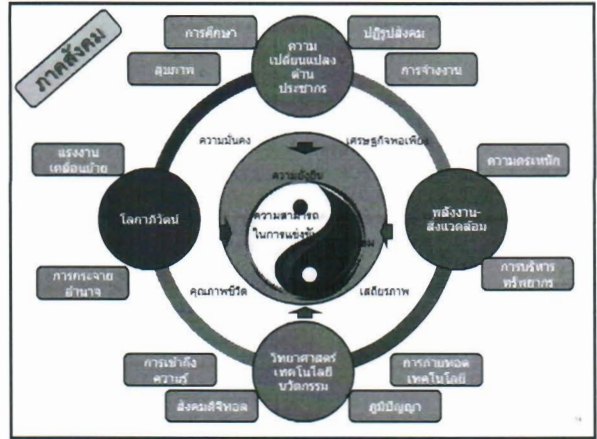 ภาคสังคม
การศึกษา
สุขภาพ
ความ
เปลี่ยนแปลง
ด้าน
ประชากร
ปฏิรูปสังคม
การจ้างงาน
ความมั่นคง
เศรษฐกิจพอเพียง
แรงงาน
เคลื่อนย้าย
ความตระหนัก
ความยั่งยืน
โลกาภิวัตน์
ความสามารถ
ในการแข่งขัน
พลังงาน-
สิ่งแวดล้อม
การกระจาย
อำนาจ
การบริหาร
ทรัพยากร
คุณภาพชีวิต
เสถียรภาพ
การเข้าถึง
ความรู้
วิทยาศาสตร์
เทคโนโลยี
นวัตกรรม
การถ่ายทอด
เทคโนโลยี
สังคมดิจิทอล
ภูมิปัญญา